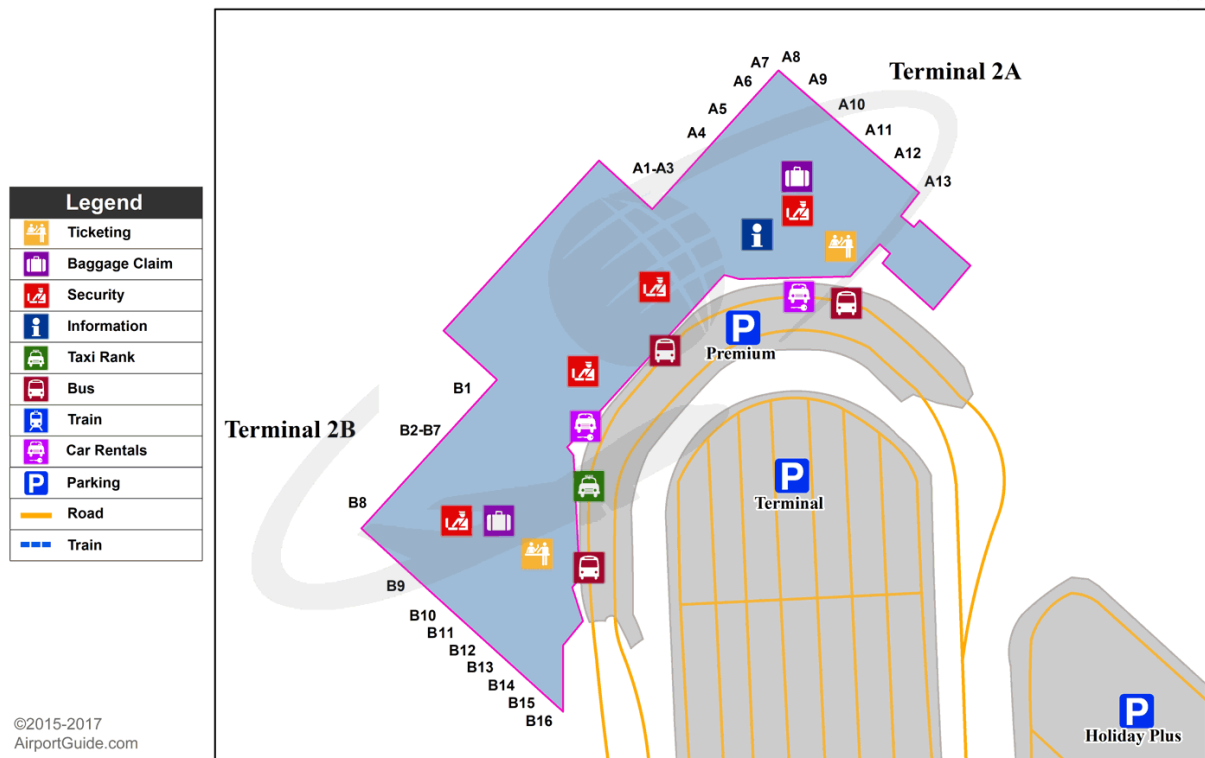 Legend
Ticketing
Baggage Claim
Security
Information
Taxi Rank
Bus
Train
Car Rentals
Parking
Road
Train
Terminal 2A
A8
A7
A9
A6
A10
A5
A11
A4
A12
A1-A3
A13
P
Premium
B1
Terminal 2B
B2-B7
B8
P
Terminal
B9
B10
B11
B12
B13
B14
B15
B16
P
Holiday Plus
©2015-2017
AirportGuide.com